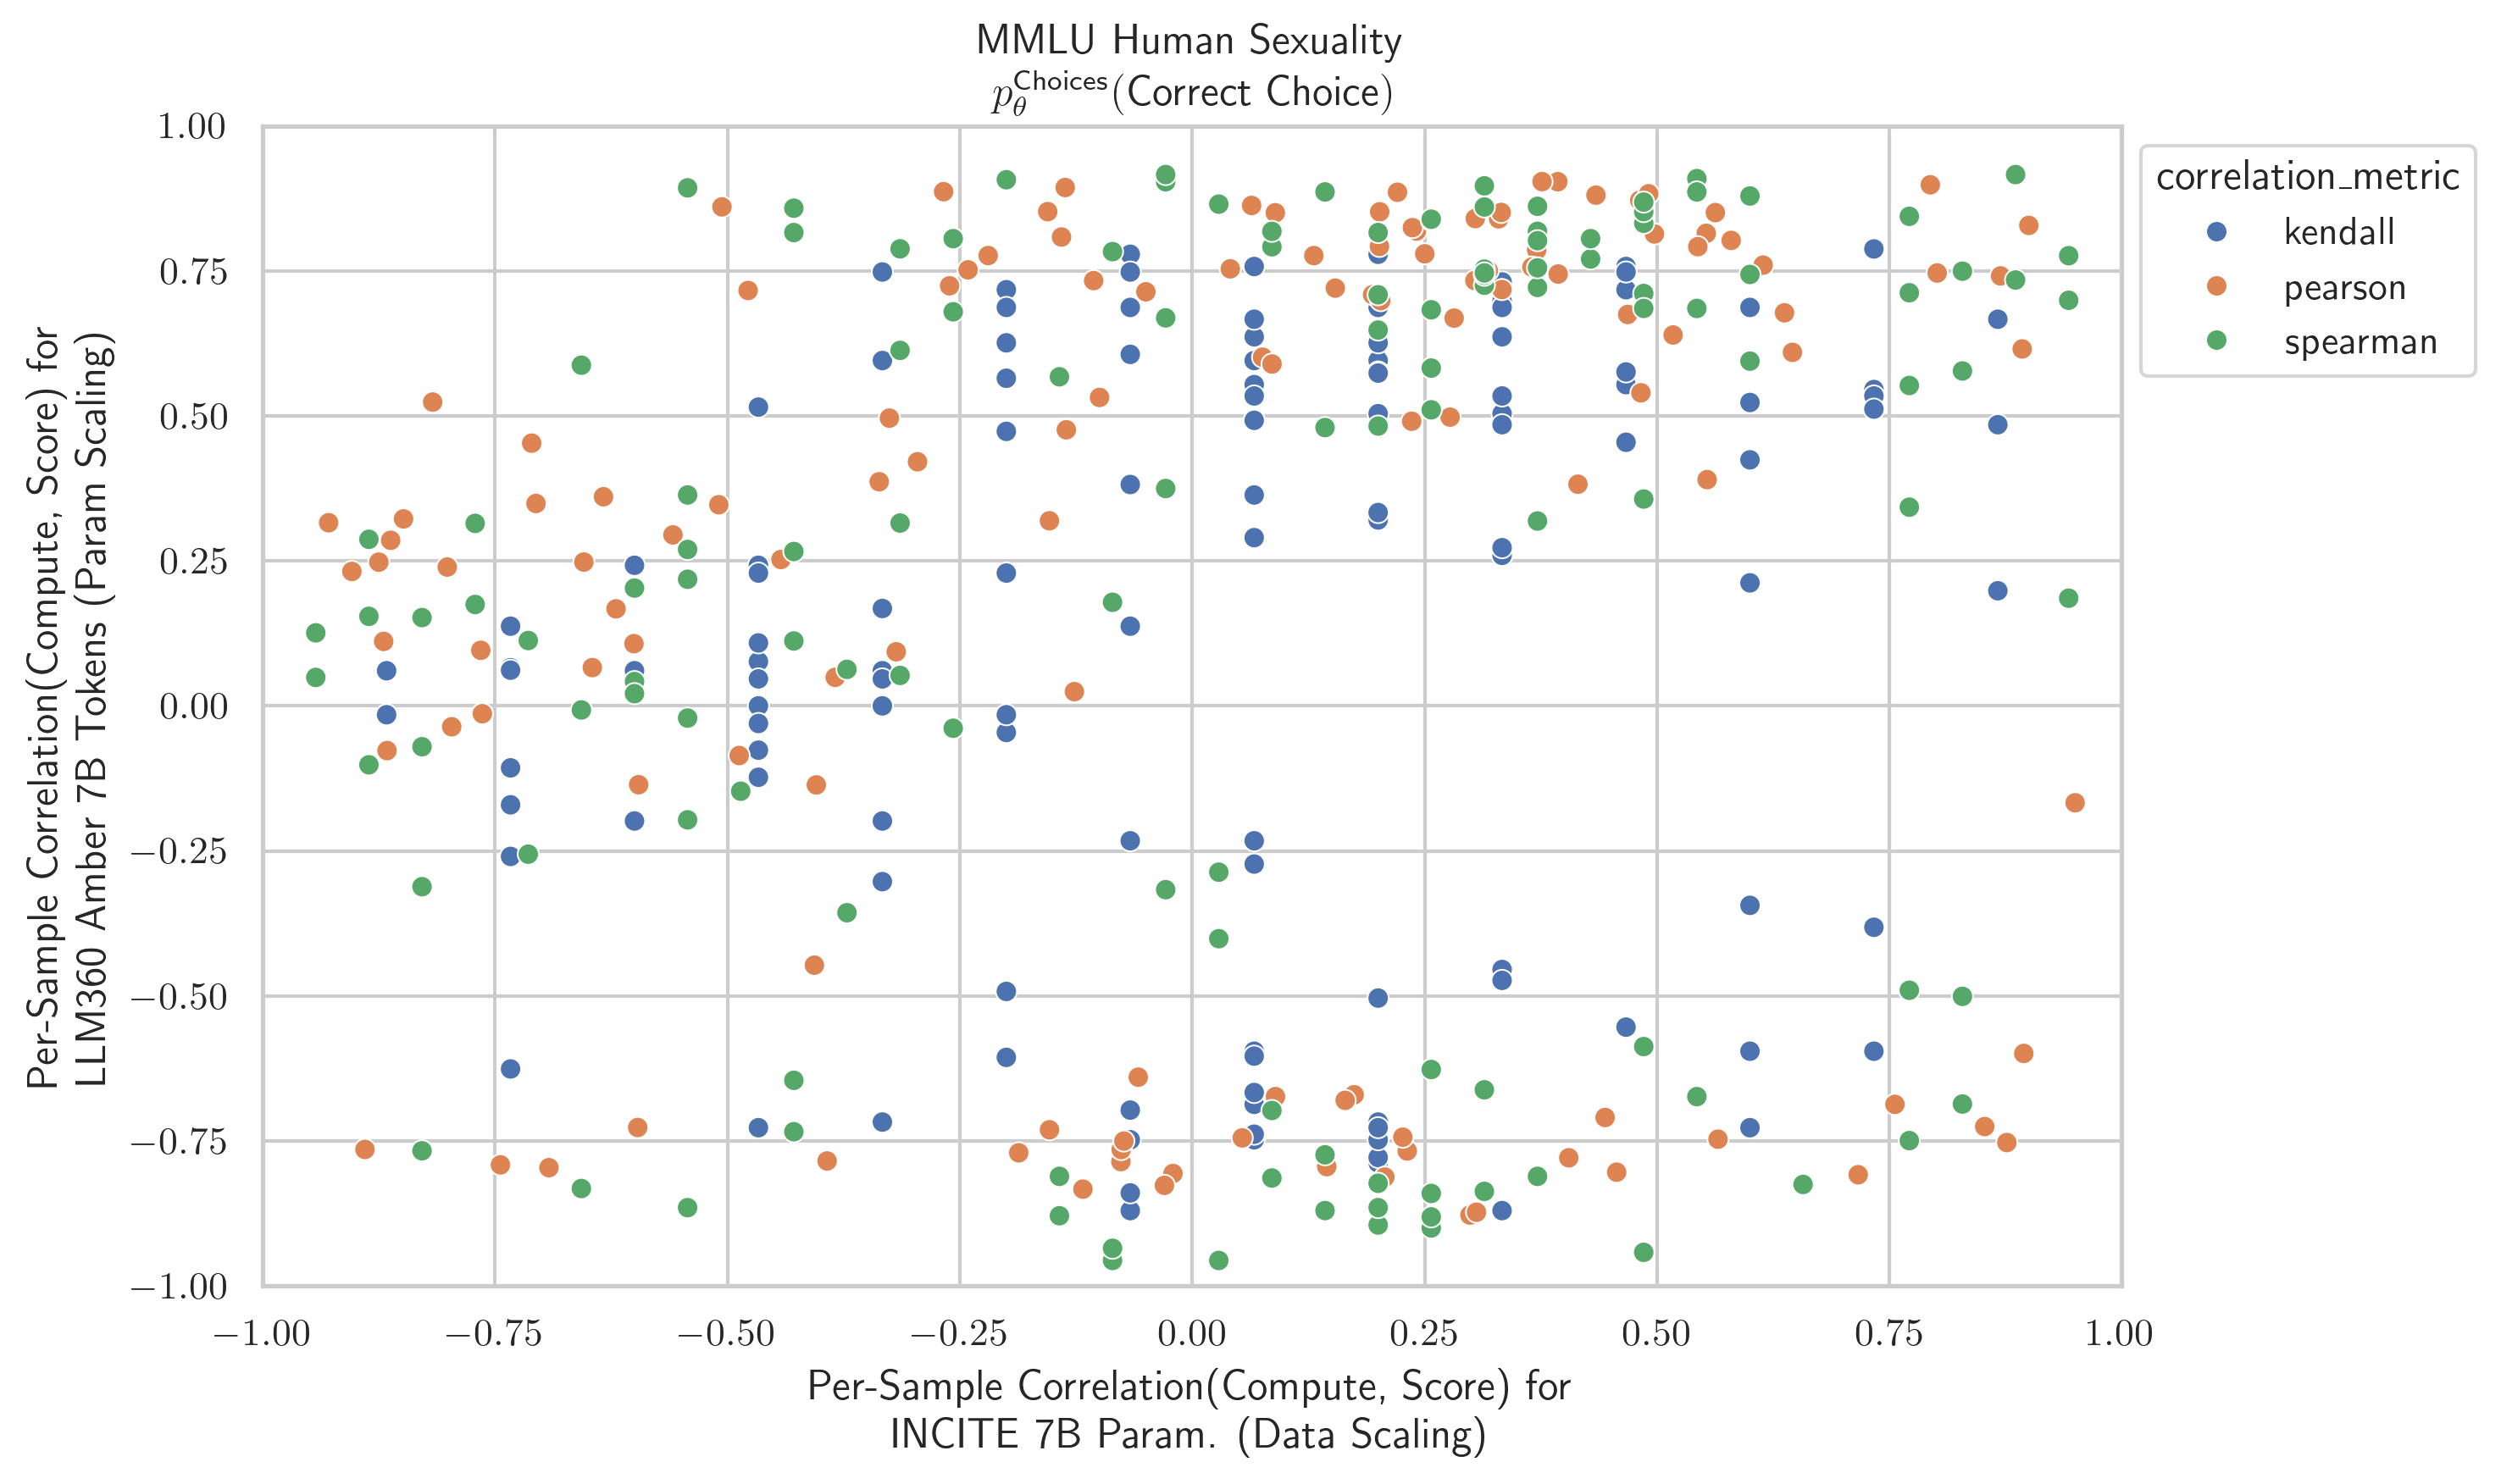 MMLU Human Sexuality
p_θ^Choices(Correct Choice)
1.00
0.75
0.50
0.25
0.00
−0.25
−0.50
−0.75
−1.00
Per-Sample Correlation(Compute, Score) for
LLM360 Amber 7B Tokens (Param Scaling)
correlation_metric
kendall
pearson
spearman
−1.00 −0.75 −0.50 −0.25 0.00 0.25 0.50 0.75 1.00
Per-Sample Correlation(Compute, Score) for
INCITE 7B Param. (Data Scaling)